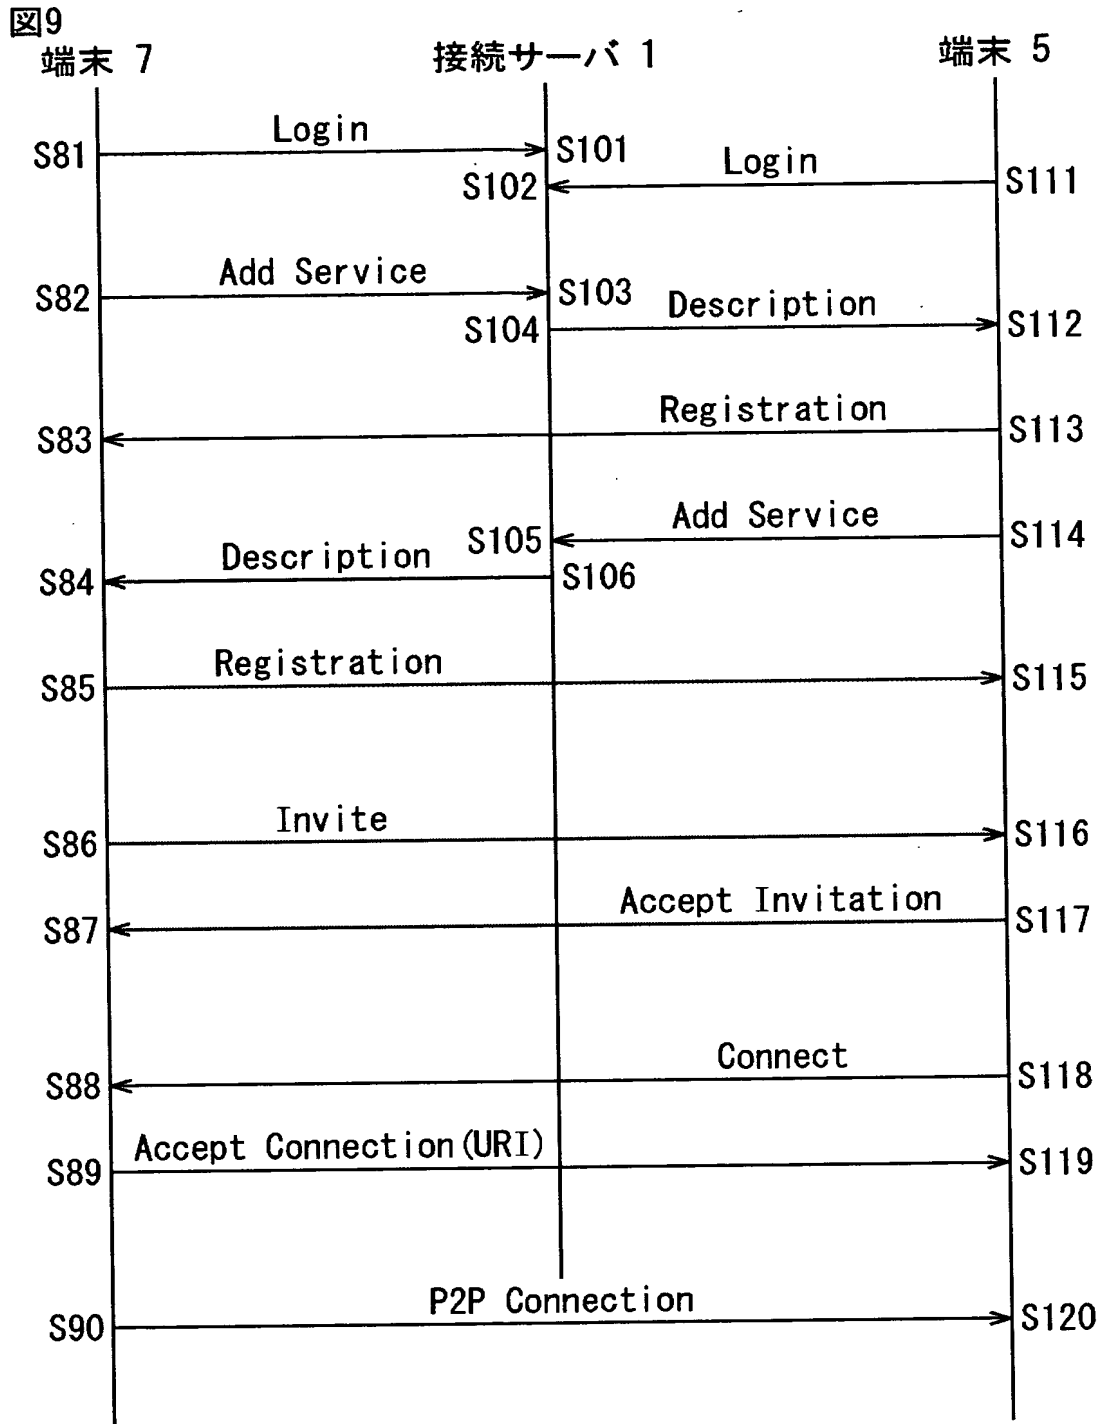 図9
端末 7 接続サーバ 1 端末 5
Login
S81 S101
Login
S102 S111
Add Service
S82 S103
Description
S104 S112
Registration
S83 S113
Add Service
S105 S114
Description
S84 S106
Registration
S85 S115
Invite
S86 S116
Accept Invitation
S87 S117
Connect
S88 S118
Accept Connection(URI)
S89 S119
P2P Connection
S90 S120